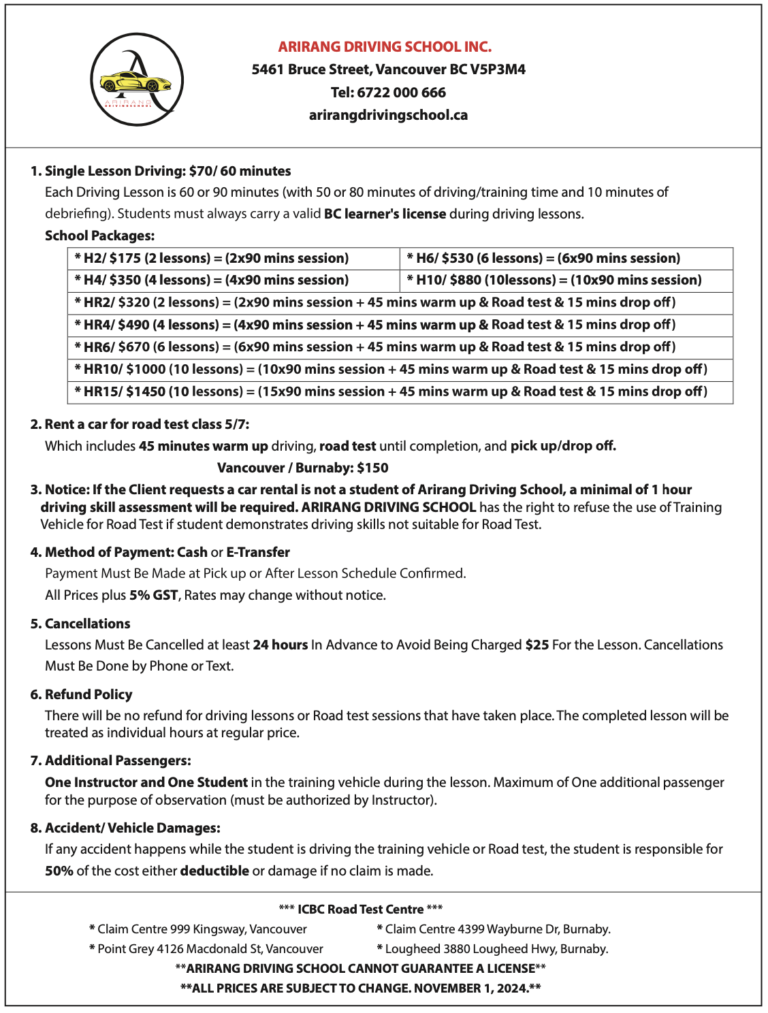 ARIRANG DRIVING SCHOOL INC.
5461 Bruce Street, Vancouver BC V5P3M4
Tel: 6722 000 666
arirangdrivingschool.ca
A
ARIRANG
DRIVING SCHOOL
1. Single Lesson Driving: $70/ 60 minutes
Each Driving Lesson is 60 or 90 minutes (with 50 or 80 minutes of driving/training time and 10 minutes of
debriefing). Students must always carry a valid BC learner's license during driving lessons.
School Packages:
* H2/ $175 (2 lessons) = (2x90 mins session)
* H6/ $530 (6 lessons) = (6x90 mins session)
* H4/ $350 (4 lessons) = (4x90 mins session)
* H10/ $880 (10lessons) = (10x90 mins session)
* HR2/ $320 (2 lessons) = (2x90 mins session + 45 mins warm up & Road test & 15 mins drop off)
* HR4/ $490 (4 lessons) = (4x90 mins session + 45 mins warm up & Road test & 15 mins drop off)
* HR6/ $670 (6 lessons) = (6x90 mins session + 45 mins warm up & Road test & 15 mins drop off)
* HR10/ $1000 (10 lessons) = (10x90 mins session + 45 mins warm up & Road test & 15 mins drop off)
* HR15/ $1450 (10 lessons) = (15x90 mins session + 45 mins warm up & Road test & 15 mins drop off)
2. Rent a car for road test class 5/7:
Which includes 45 minutes warm up driving, road test until completion, and pick up/drop off.
Vancouver / Burnaby: $150
3. Notice: If the Client requests a car rental is not a student of Arirang Driving School, a minimal of 1 hour
driving skill assessment will be required. ARIRANG DRIVING SCHOOL has the right to refuse the use of Training
Vehicle for Road Test if student demonstrates driving skills not suitable for Road Test.
4. Method of Payment: Cash or E-Transfer
Payment Must Be Made at Pick up or After Lesson Schedule Confirmed.
All Prices plus 5% GST, Rates may change without notice.
5. Cancellations
Lessons Must Be Cancelled at least 24 hours In Advance to Avoid Being Charged $25 For the Lesson. Cancellations
Must Be Done by Phone or Text.
6. Refund Policy
There will be no refund for driving lessons or Road test sessions that have taken place. The completed lesson will be
treated as individual hours at regular price.
7. Additional Passengers:
One Instructor and One Student in the training vehicle during the lesson. Maximum of One additional passenger
for the purpose of observation (must be authorized by Instructor).
8. Accident/ Vehicle Damages:
If any accident happens while the student is driving the training vehicle or Road test, the student is responsible for
50% of the cost either deductible or damage if no claim is made.
*** ICBC Road Test Centre ***
* Claim Centre 999 Kingsway, Vancouver
* Claim Centre 4399 Wayburne Dr, Burnaby.
* Point Grey 4126 Macdonald St, Vancouver
* Lougheed 3880 Lougheed Hwy, Burnaby.
**ARIRANG DRIVING SCHOOL CANNOT GUARANTEE A LICENSE**
**ALL PRICES ARE SUBJECT TO CHANGE. NOVEMBER 1, 2024.**